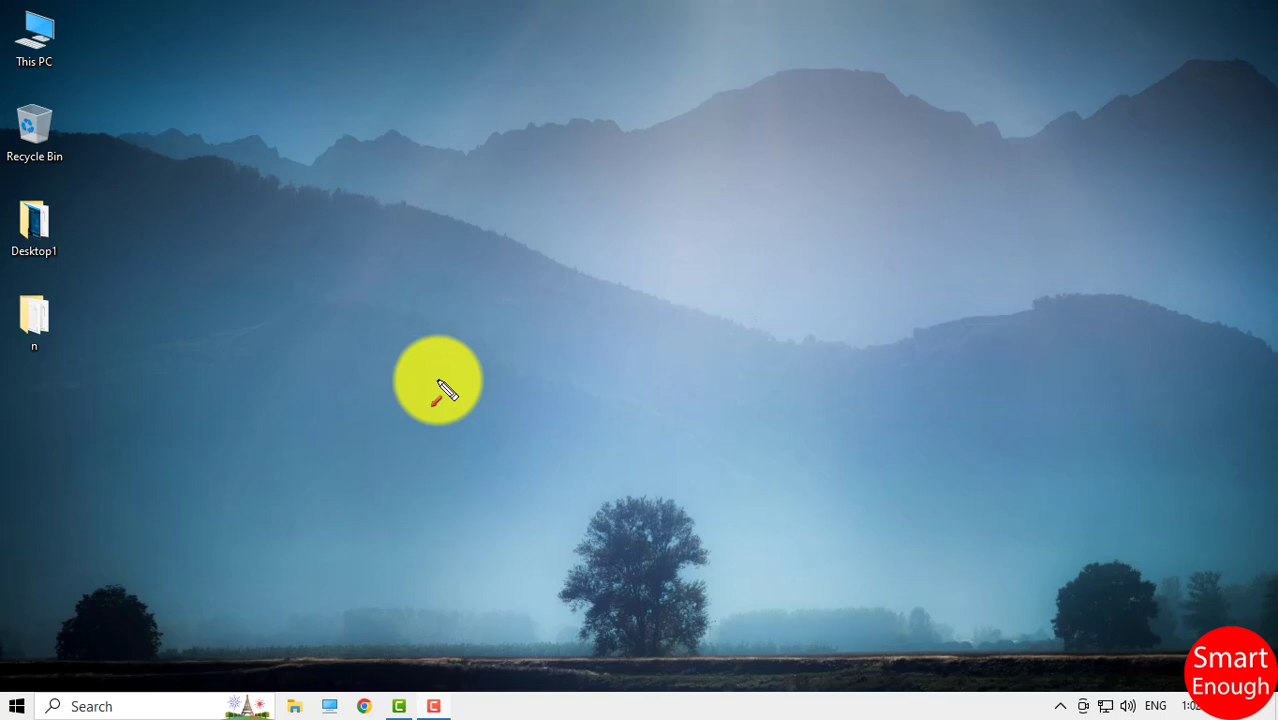 This PC
Recycle Bin
Desktop1
n
Search
ENG
Smart
Enough